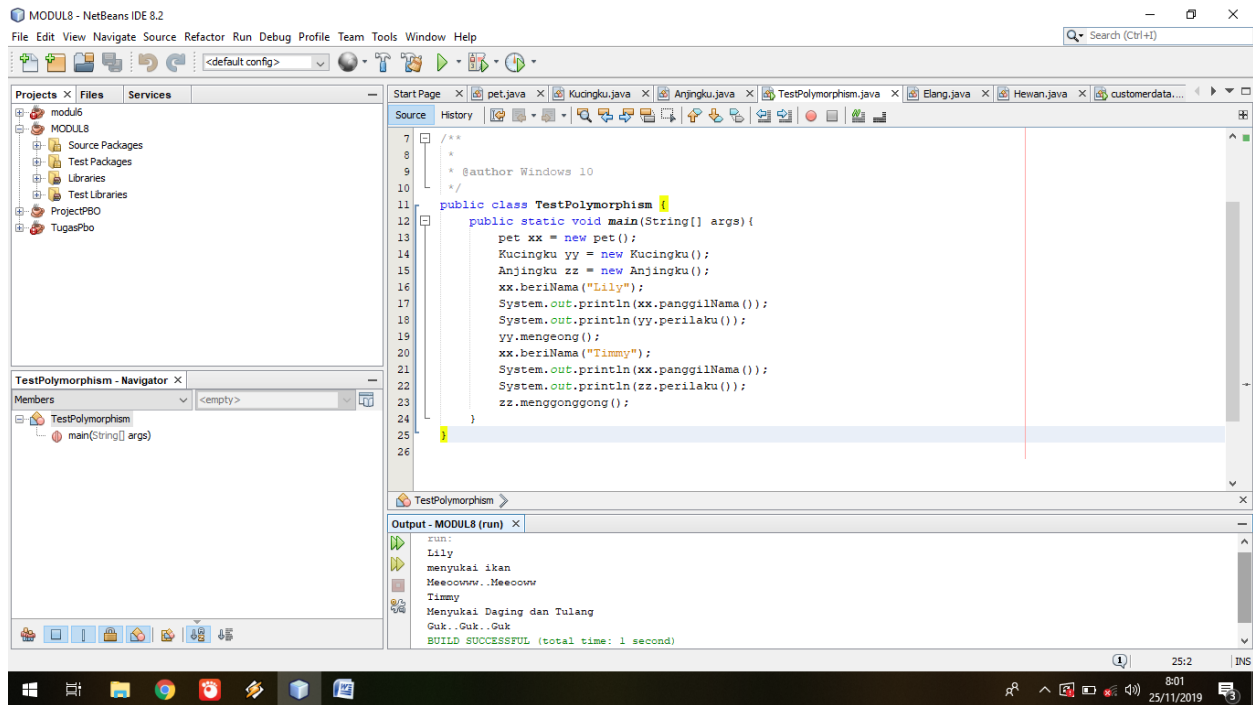 MODUL8 - NetBeans IDE 8.2
File Edit View Navigate Source Refactor Run Debug Profile Team Tools Window Help
Search (Ctrl+I)
<default config>
Projects Files Services
modul6
MODUL8
Source Packages
Test Packages
Libraries
Test Libraries
ProjectPBO
TugasPbo
TestPolymorphism - Navigator
Members <empty>
TestPolymorphism
main(String[] args)
Start Page pet.java Kucingku.java Anjingku.java TestPolymorphism.java Elang.java Hewan.java customerdata....
Source History
7 /**
8 *
9 * @author Windows 10
10 */
11 public class TestPolymorphism {
12 public static void main(String[] args){
13 pet xx = new pet();
14 Kucingku yy = new Kucingku();
15 Anjingku zz = new Anjingku();
16 xx.beriNama("Lily");
17 System.out.println(xx.panggilNama());
18 System.out.println(yy.perilaku());
19 yy.mengeong();
20 xx.beriNama("Timmy");
21 System.out.println(xx.panggilNama());
22 System.out.println(zz.perilaku());
23 zz.menggonggong();
24 }
25 }
26
TestPolymorphism
Output - MODUL8 (run)
run:
Lily
menyukai ikan
Meeoowww..Meeooww
Timmy
Menyukai Daging dan Tulang
Guk..Guk..Guk
BUILD SUCCESSFUL (total time: 1 second)
1 25:2 INS
8:01
25/11/2019
3